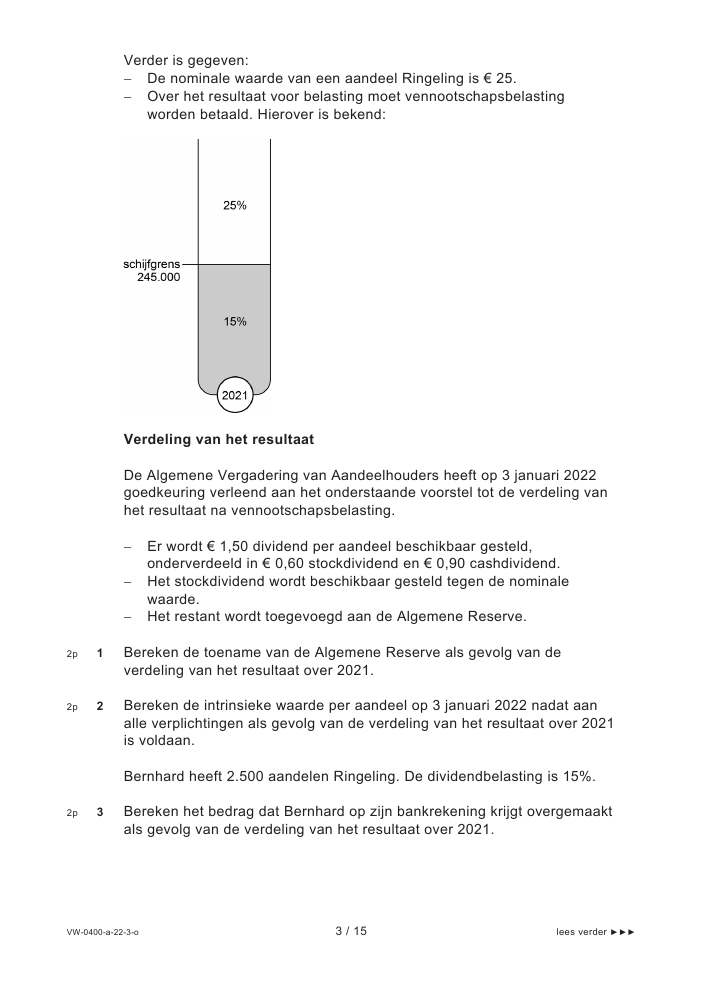 Verder is gegeven:
– De nominale waarde van een aandeel Ringeling is € 25.
– Over het resultaat voor belasting moet vennootschapsbelasting
worden betaald. Hierover is bekend:
25%
schijfgrens
245.000
15%
2021
Verdeling van het resultaat
De Algemene Vergadering van Aandeelhouders heeft op 3 januari 2022
goedkeuring verleend aan het onderstaande voorstel tot de verdeling van
het resultaat na vennootschapsbelasting.
– Er wordt € 1,50 dividend per aandeel beschikbaar gesteld,
onderverdeeld in € 0,60 stockdividend en € 0,90 cashdividend.
– Het stockdividend wordt beschikbaar gesteld tegen de nominale
waarde.
– Het restant wordt toegevoegd aan de Algemene Reserve.
2p 1 Bereken de toename van de Algemene Reserve als gevolg van de
verdeling van het resultaat over 2021.
2p 2 Bereken de intrinsieke waarde per aandeel op 3 januari 2022 nadat aan
alle verplichtingen als gevolg van de verdeling van het resultaat over 2021
is voldaan.
Bernhard heeft 2.500 aandelen Ringeling. De dividendbelasting is 15%.
2p 3 Bereken het bedrag dat Bernhard op zijn bankrekening krijgt overgemaakt
als gevolg van de verdeling van het resultaat over 2021.
VW-0400-a-22-3-o 3 / 15 lees verder ►►►